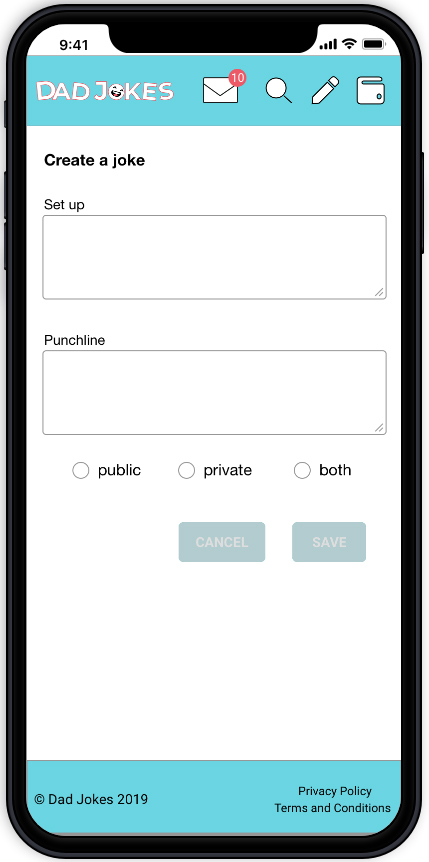 9:41
DAD JOKES 10
Create a joke
Set up
Punchline
public private both
CANCEL SAVE
© Dad Jokes 2019
Privacy Policy
Terms and Conditions